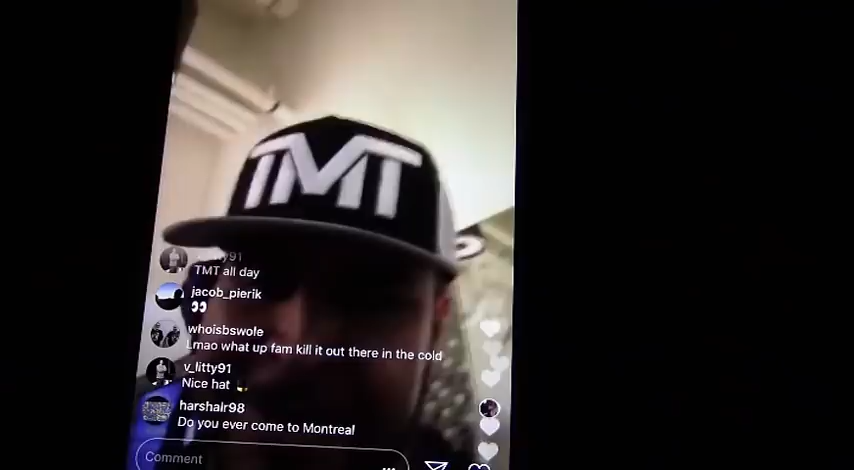 TMT
TMT all day
jacob_pierik
👀
whoisbswole
Lmao what up fam kill it out there in the cold
v_litty91
Nice hat
harshalr98
Do you ever come to Montreal
Comment